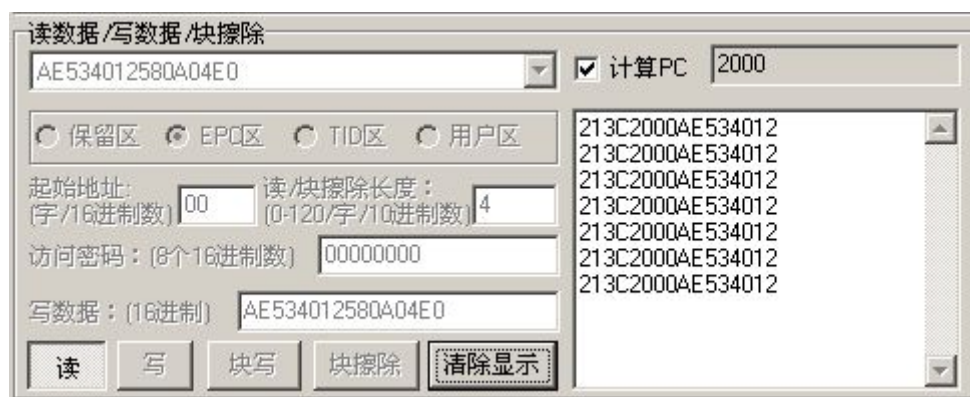 读数据/写数据/块擦除
AE534012580A04E0
计算PC 2000
保留区 EPC区 TID区 用户区
起始地址:
(字/16进制数) 00
读/块擦除长度：
(0-120/字/10进制数) 4
访问密码：(8个16进制数) 00000000
写数据：(16进制) AE534012580A04E0
读 写 块写 块擦除 清除显示
213C2000AE534012
213C2000AE534012
213C2000AE534012
213C2000AE534012
213C2000AE534012
213C2000AE534012
213C2000AE534012